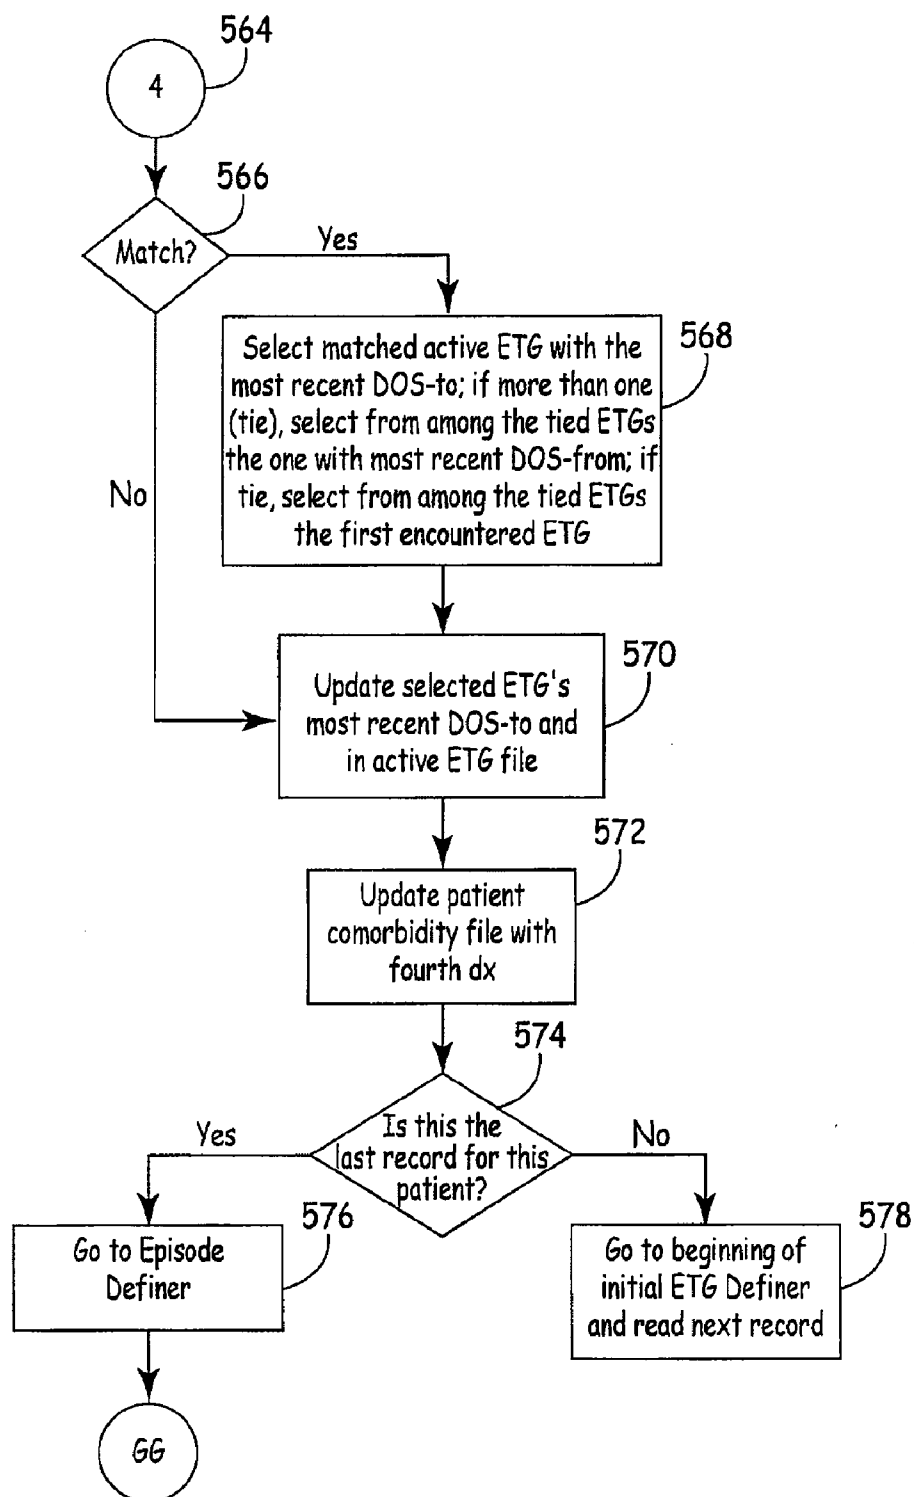 564
4
566
Match?
Yes
568
Select matched active ETG with the
most recent DOS-to; if more than one
(tie), select from among the tied ETGs
the one with most recent DOS-from; if
tie, select from among the tied ETGs
the first encountered ETG
No
570
Update selected ETG's
most recent DOS-to and
in active ETG file
572
Update patient
comorbidity file with
fourth dx
574
Is this the
last record for this
patient?
Yes
No
576
Go to Episode
Definer
578
Go to beginning of
initial ETG Definer
and read next record
GG